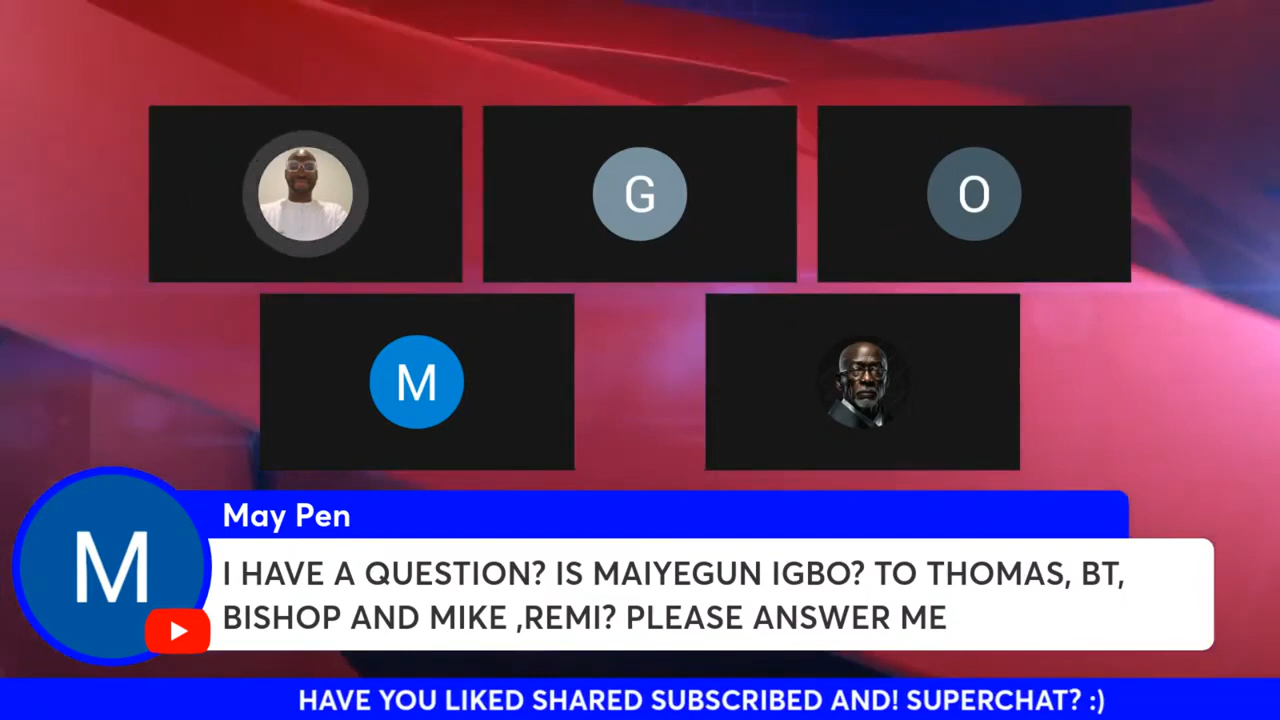 G
O
M
M
May Pen
I HAVE A QUESTION? IS MAIYEGUN IGBO? TO THOMAS, BT,
BISHOP AND MIKE ,REMI? PLEASE ANSWER ME
HAVE YOU LIKED SHARED SUBSCRIBED AND! SUPERCHAT? :)